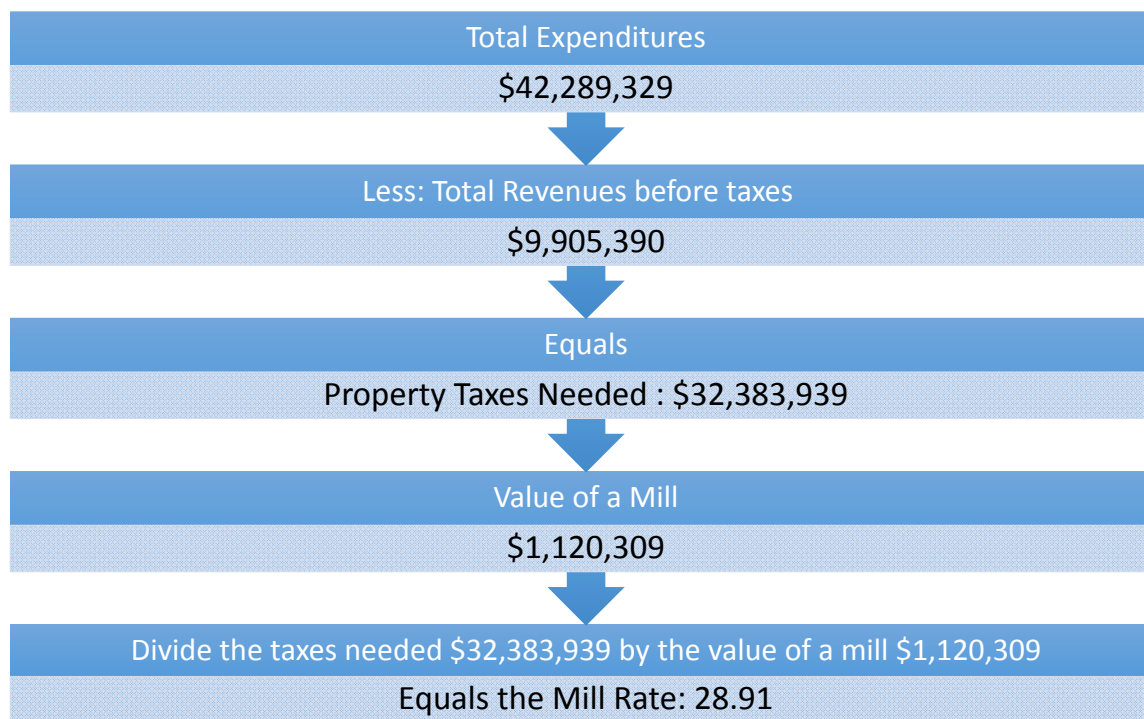 Total Expenditures
$42,289,329
Less: Total Revenues before taxes
$9,905,390
Equals
Property Taxes Needed : $32,383,939
Value of a Mill
$1,120,309
Divide the taxes needed $32,383,939 by the value of a mill $1,120,309
Equals the Mill Rate: 28.91